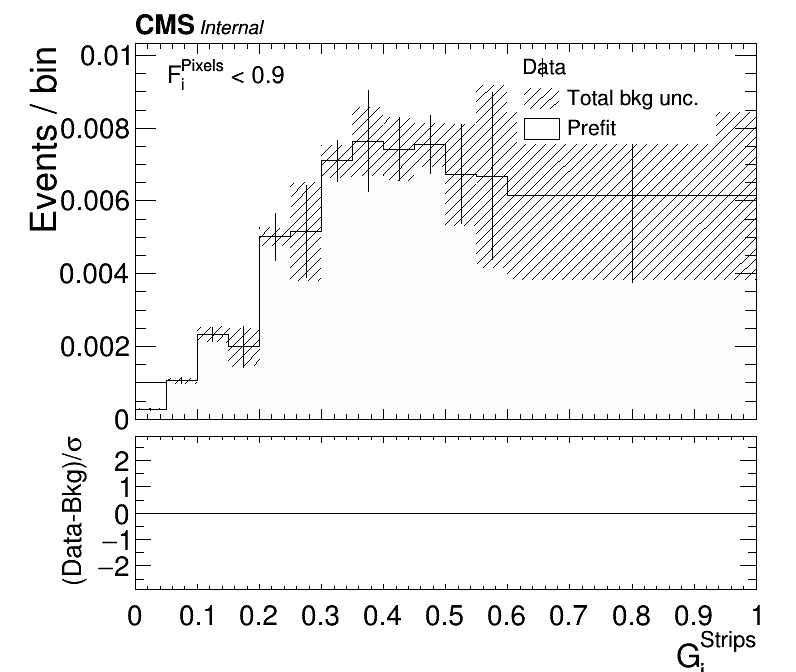 CMS Internal
Events / bin
0.01
0.008
0.006
0.004
0.002
0
F_i^Pixels < 0.9
Data
Total bkg unc.
Prefit
(Data-Bkg)/σ
2
1
0
−1
−2
0 0.1 0.2 0.3 0.4 0.5 0.6 0.7 0.8 0.9 1
G_i^Strips